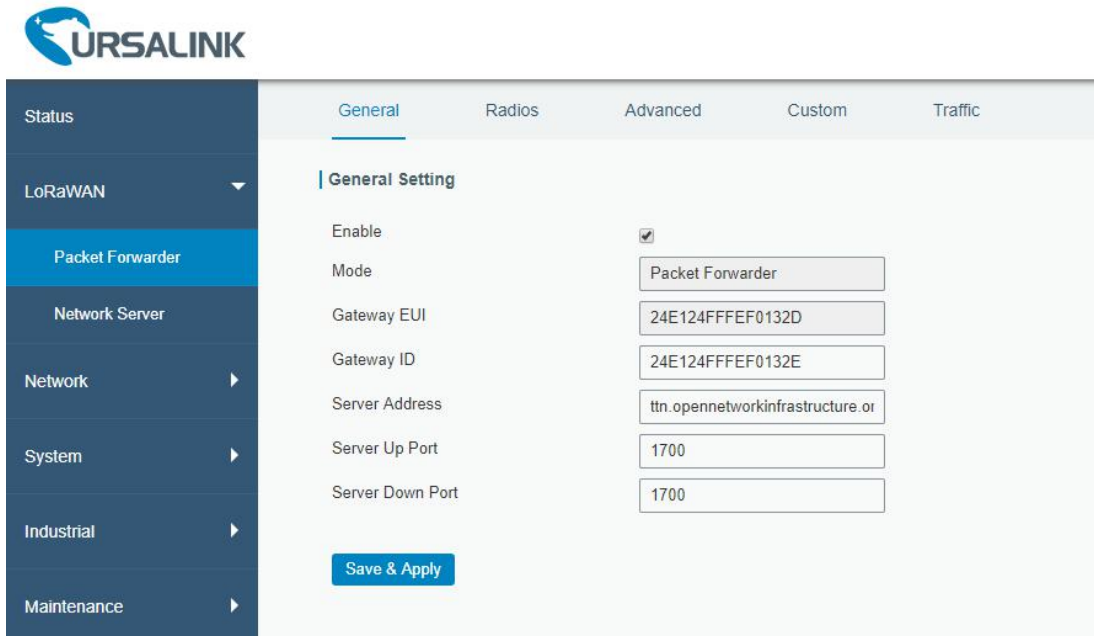 URSALINK
Status
LoRaWAN
Packet Forwarder
Network Server
Network
System
Industrial
Maintenance
General Radios Advanced Custom Traffic
General Setting
Enable
Mode Packet Forwarder
Gateway EUI 24E124FFFEF0132D
Gateway ID 24E124FFFEF0132E
Server Address ttn.opennetworkinfrastructure.or
Server Up Port 1700
Server Down Port 1700
Save & Apply